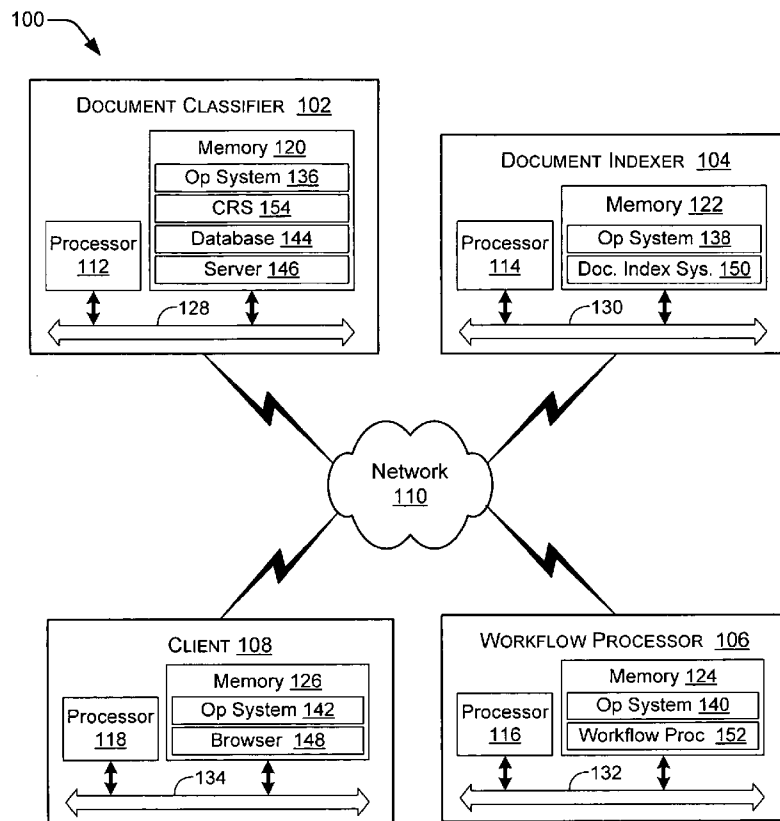 100
DOCUMENT CLASSIFIER 102
Memory 120
Op System 136
CRS 154
Database 144
Server 146
Processor
112
128
DOCUMENT INDEXER 104
Memory 122
Op System 138
Doc. Index Sys. 150
Processor
114
130
Network
110
CLIENT 108
Memory 126
Op System 142
Browser 148
Processor
118
134
WORKFLOW PROCESSOR 106
Memory 124
Op System 140
Workflow Proc 152
Processor
116
132